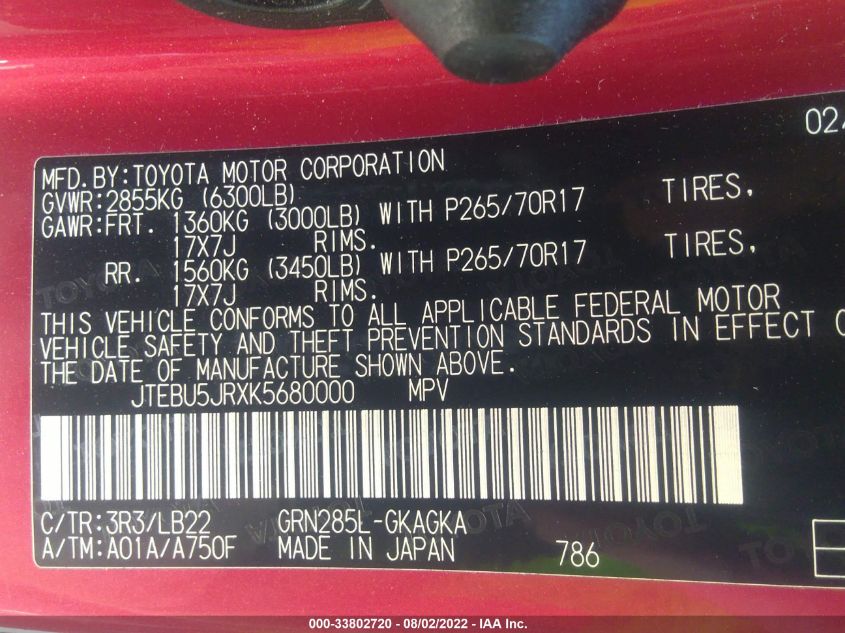 02/
MFD.BY:TOYOTA MOTOR CORPORATION
GVWR:2855KG (6300LB)
GAWR:FRT. 1360KG (3000LB) WITH P265/70R17 TIRES,
17X7J RIMS.
RR. 1560KG (3450LB) WITH P265/70R17 TIRES,
17X7J RIMS.
THIS VEHICLE CONFORMS TO ALL APPLICABLE FEDERAL MOTOR
VEHICLE SAFETY AND THEFT PREVENTION STANDARDS IN EFFECT O
THE DATE OF MANUFACTURE SHOWN ABOVE.
JTEBU5JRXK5680000 MPV
C/TR:3R3/LB22 GRN285L-GKAGKA
A/TM:A01A/A750F MADE IN JAPAN 786
000-33802720 - 08/02/2022 - IAA Inc.